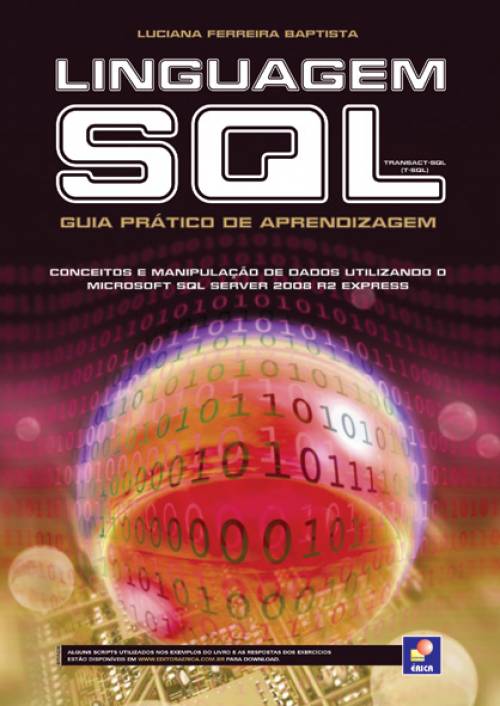 LUCIANA FERREIRA BAPTISTA
LINGUAGEM
SQL
TRANSACT-SQL
(T-SQL)
GUIA PRÁTICO DE APRENDIZAGEM
CONCEITOS E MANIPULAÇÃO DE DADOS UTILIZANDO O
MICROSOFT SQL SERVER 2008 R2 EXPRESS
ALGUNS SCRIPTS UTILIZADOS NOS EXEMPLOS DO LIVRO E AS RESPOSTAS DOS EXERCÍCIOS
ESTÃO DISPONÍVEIS EM WWW.EDITORAERICA.COM.BR PARA DOWNLOAD.
ÉRICA